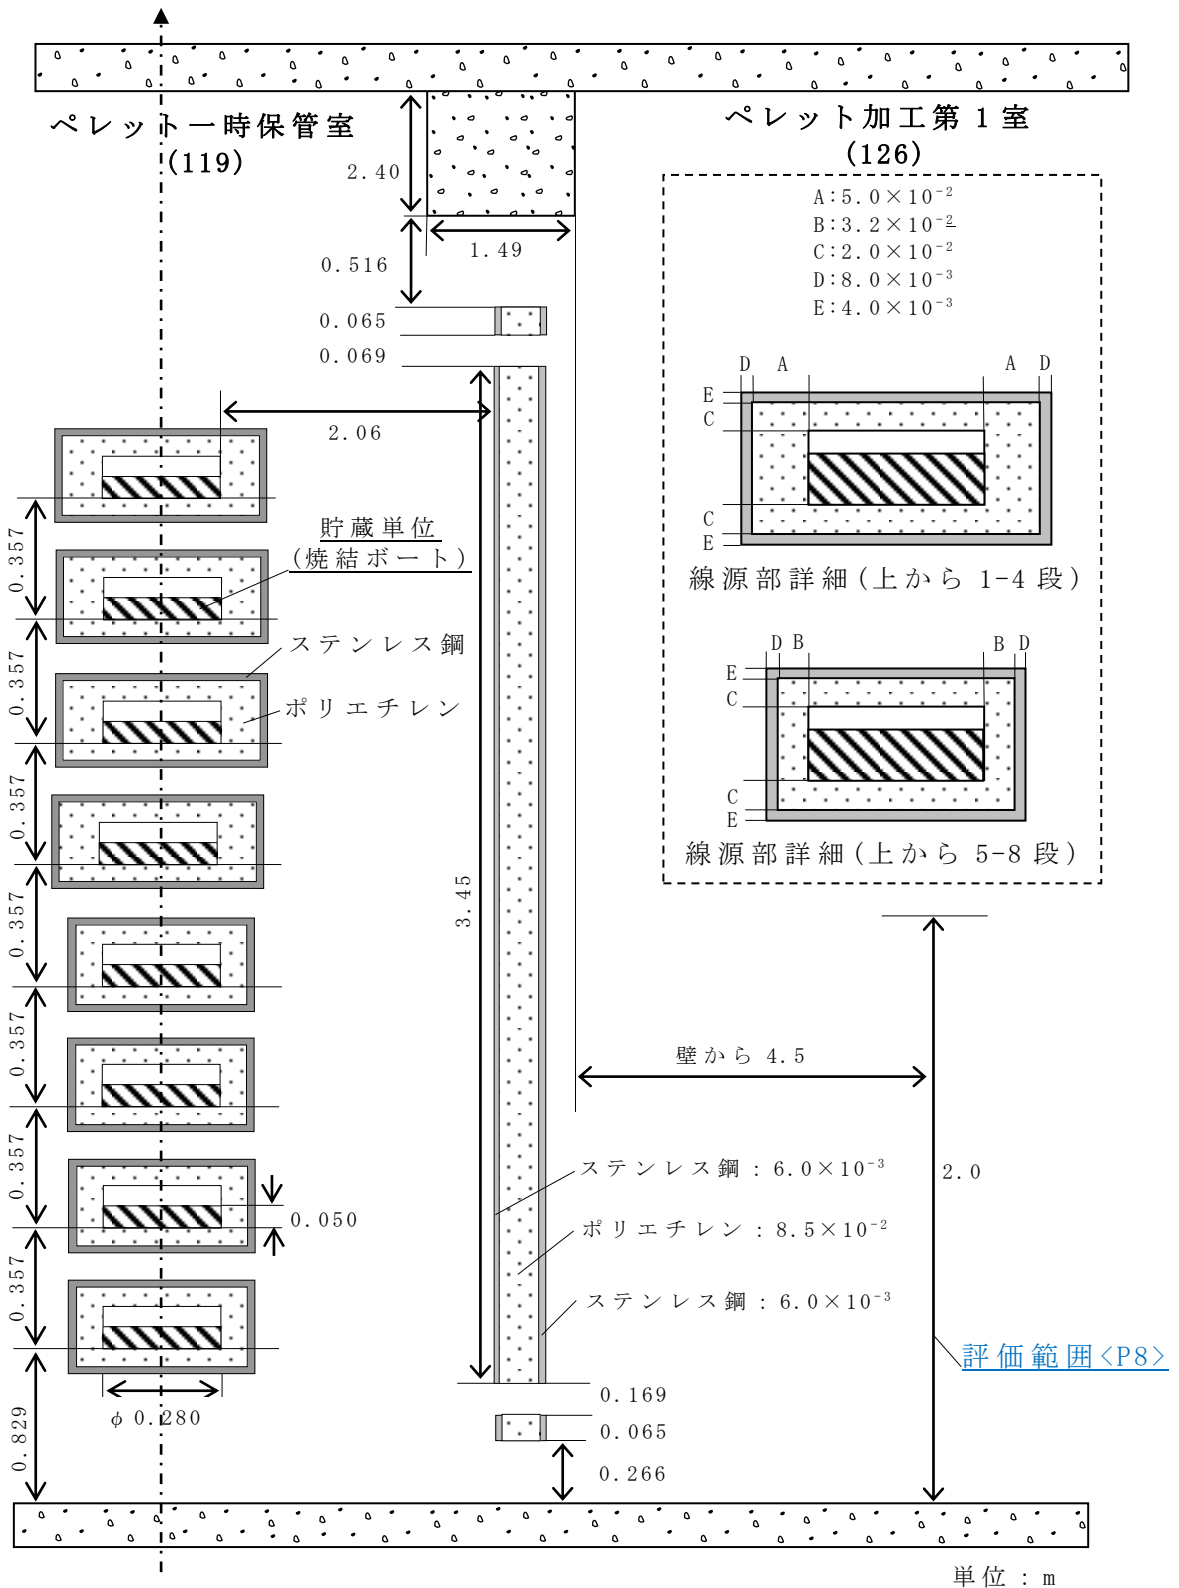 ペレット一時保管室
(119)
ペレット加工第1室
(126)
2.40
1.49
0.516
0.065
0.069
2.06
A:5.0×10⁻²
B:3.2×10⁻²
C:2.0×10⁻²
D:8.0×10⁻³
E:4.0×10⁻³
D A A D
E
C
C
E
線源部詳細(上から 1-4 段)
D B B D
E
C
C
E
線源部詳細(上から 5-8 段)
貯蔵単位
(焼結ボート)
ステンレス鋼
ポリエチレン
0.357
0.357
0.357
0.357
0.357
0.357
0.357
0.829
3.45
壁から 4.5
2.0
ステンレス鋼：6.0×10⁻³
ポリエチレン：8.5×10⁻²
ステンレス鋼：6.0×10⁻³
0.050
φ0.280
評価範囲<P8>
0.169
0.065
0.266
単位：m